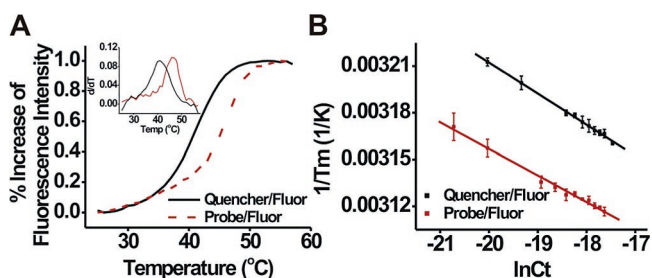 A
% Increase of
Fluorescence Intensity
1.0
0.8
0.6
0.4
0.2
0.0
30
40
50
60
Temperature (°C)
Quencher/Fluor
Probe/Fluor
d/dT
0.12
0.08
0.04
0.00
30
40
50
Temp (°C)
B
1/Tm (1/K)
0.00321
0.00318
0.00315
0.00312
-21
-20
-19
-18
-17
lnCt
Quencher/Fluor
Probe/Fluor